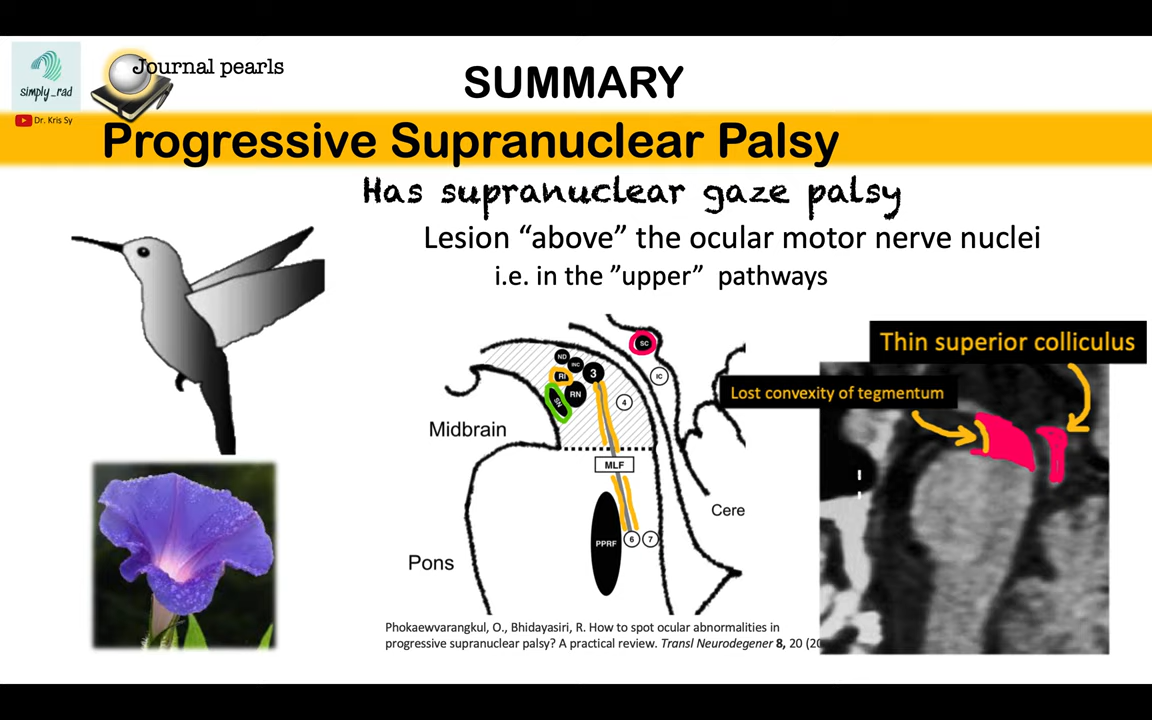 Journal pearls
simply_rad
Dr. Kris Sy
SUMMARY
Progressive Supranuclear Palsy
Has supranuclear gaze palsy
Lesion “above” the ocular motor nerve nuclei
i.e. in the ”upper” pathways
SC
ND
INC
RI
3
IC
RN
SN
4
Midbrain
MLF
Cere
PPRF
6
7
Pons
Thin superior colliculus
Lost convexity of tegmentum
Phokaewvarangkul, O., Bhidayasiri, R. How to spot ocular abnormalities in
progressive supranuclear palsy? A practical review. Transl Neurodegener 8, 20 (20